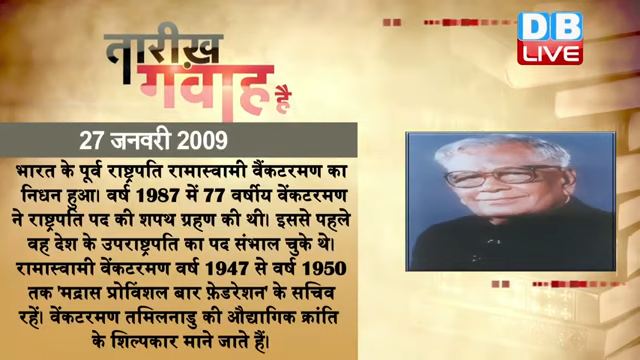 तारीख़
गवाह है
DB
LIVE
27 जनवरी 2009
भारत के पूर्व राष्ट्रपति रामास्वामी वैंकटरमण का
निधन हुआ। वर्ष 1987 में 77 वर्षीय वेंकटरमण
ने राष्ट्रपति पद की शपथ ग्रहण की थी। इससे पहले
वह देश के उपराष्ट्रपति का पद संभाल चुके थे।
रामास्वामी वेंकटरमण वर्ष 1947 से वर्ष 1950
तक 'मद्रास प्रोविंशल बार फ़ेडरेशन' के सचिव
रहें। वेंकटरमण तमिलनाडु की औद्यागिक क्रांति
के शिल्पकार माने जाते हैं।